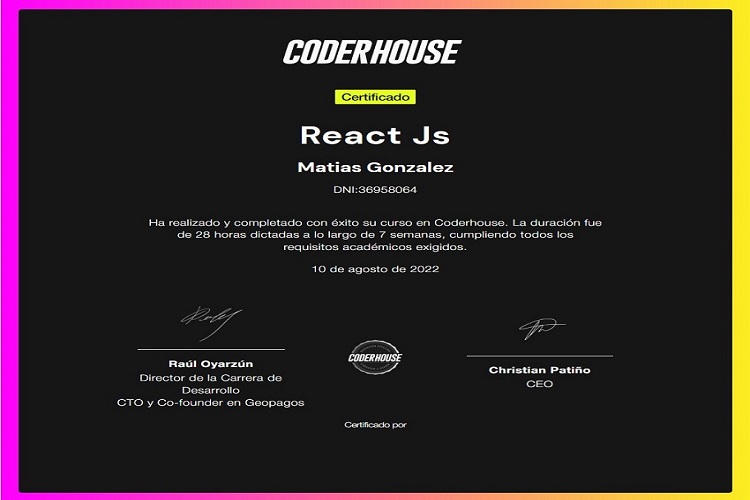 CODERHOUSE
Certificado
React Js
Matias Gonzalez
DNI:36958064
Ha realizado y completado con éxito su curso en Coderhouse. La duración fue
de 28 horas dictadas a lo largo de 7 semanas, cumpliendo todos los
requisitos académicos exigidos.
10 de agosto de 2022
Raúl Oyarzún
Director de la Carrera de
Desarrollo
CTO y Co-founder en Geopagos
CODERHOUSE
Christian Patiño
CEO
Certificado por